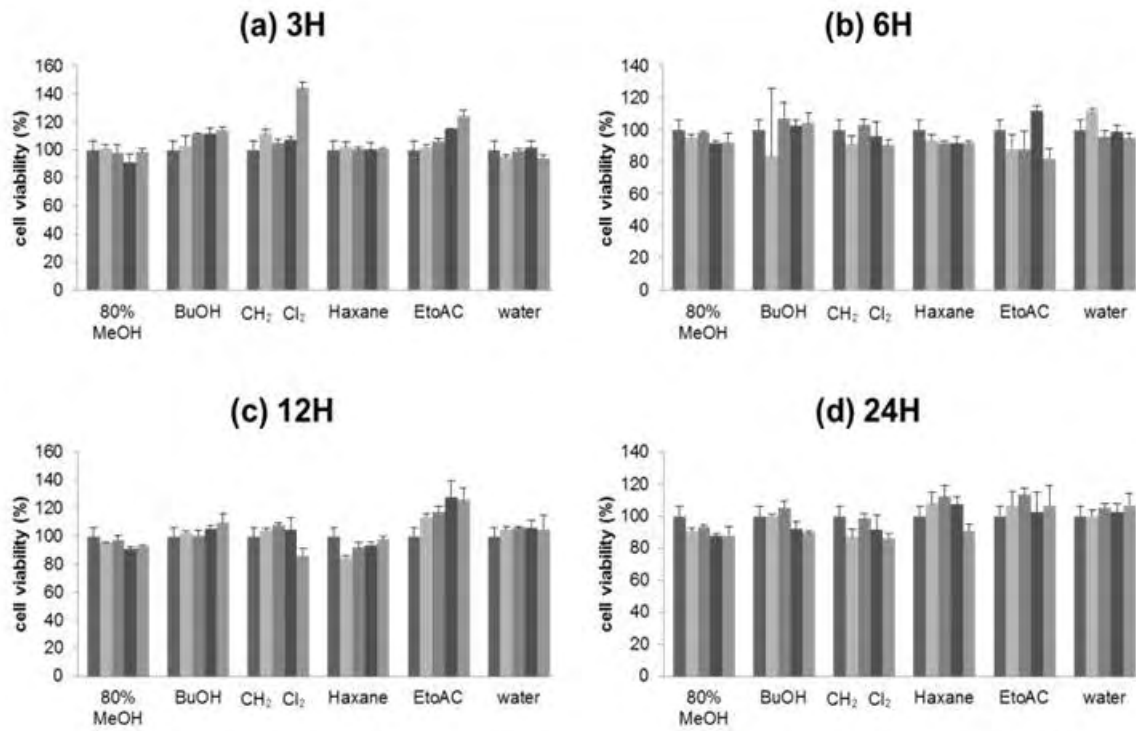 (a) 3H
cell viability (%)
160
140
120
100
80
60
40
20
0
80% MeOH
BuOH
CH₂ Cl₂
Haxane
EtoAC
water
(b) 6H
cell viability (%)
140
120
100
80
60
40
20
0
80% MeOH
BuOH
CH₂ Cl₂
Haxane
EtoAC
water
(c) 12H
cell viability (%)
160
140
120
100
80
60
40
20
0
80% MeOH
BuOH
CH₂ Cl₂
Haxane
EtoAC
water
(d) 24H
cell viability (%)
140
120
100
80
60
40
20
0
80% MeOH
BuOH
CH₂ Cl₂
Haxane
EtoAC
water